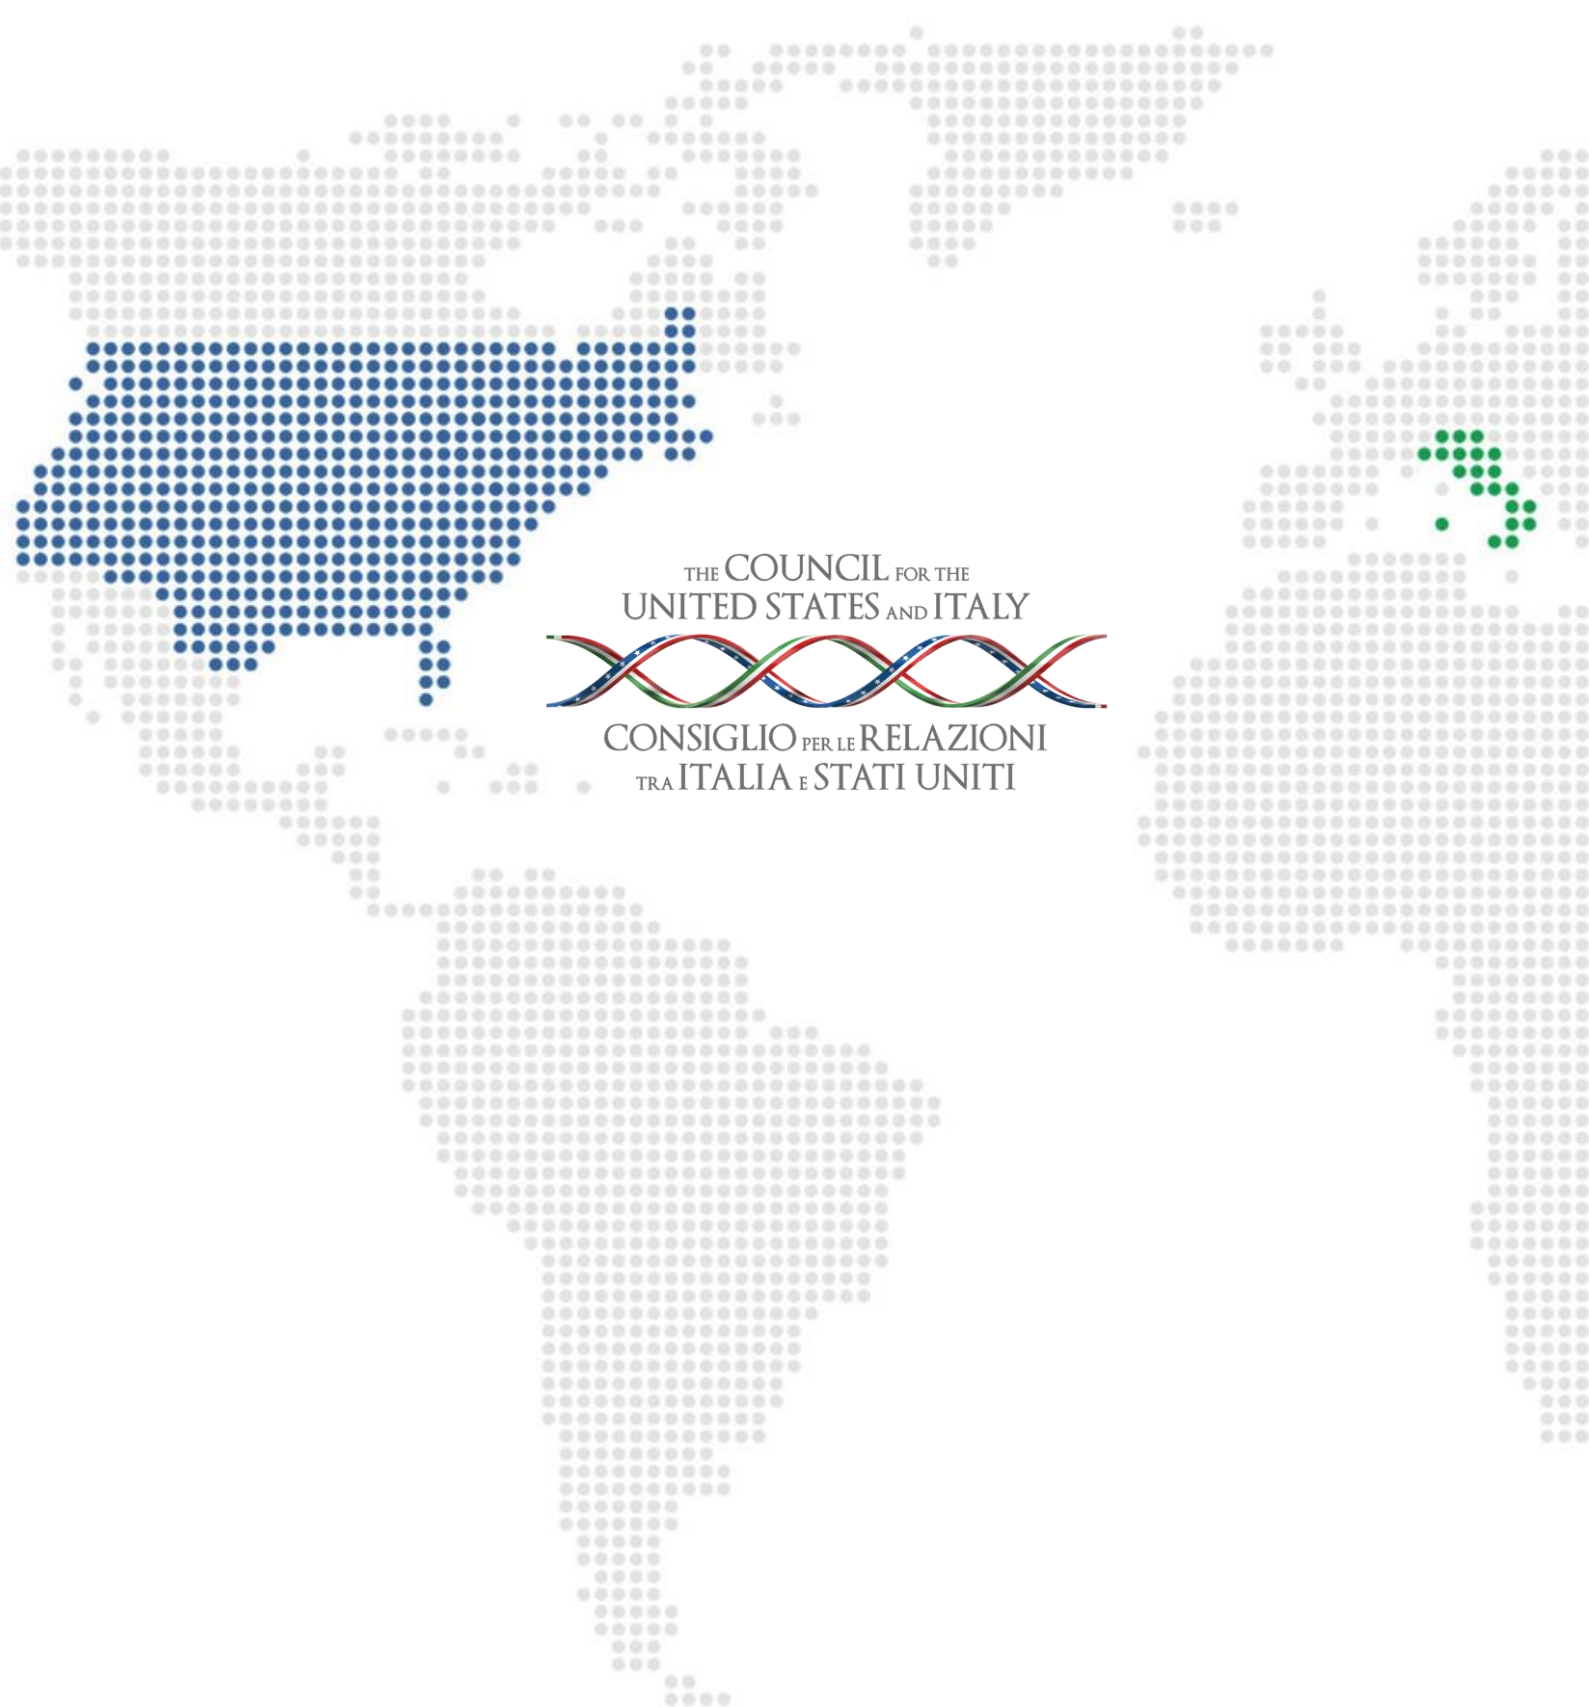 THE COUNCIL FOR THE
UNITED STATES AND ITALY
CONSIGLIO PER LE RELAZIONI
TRA ITALIA E STATI UNITI